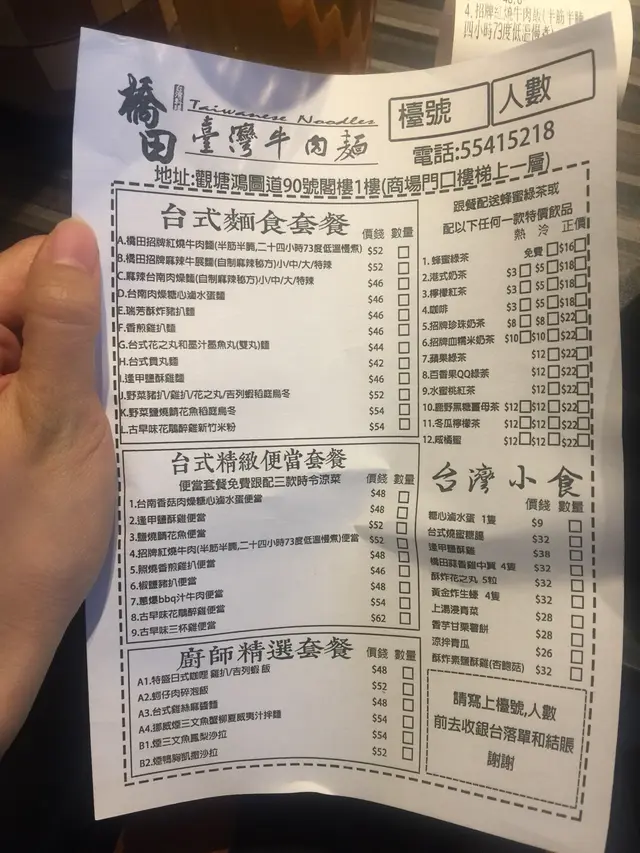 4.招牌紅燒牛肉飯(半筋半腩
四小時73度低溫慢煮)
橋田
台灣牛肉麵
Taiwanese Noodles
臺灣牛肉麵
檯號
人數
電話:55415218
地址:觀塘鴻圖道90號閣樓1樓(商場門口樓梯上一層)
台式麵食套餐 價錢 數量
A.橋田招牌紅燒牛肉麵(半筋半腩,二十四小時73度低溫慢煮) $52
B.橋田招牌麻辣牛展麵(自制麻辣秘方)小/中/大/特辣 $52
C.麻辣台南肉燥麵(自制麻辣秘方)小/中/大/特辣 $46
D.台南肉燥糖心滷水蛋麵 $46
E.瑞芳酥炸豬扒麵 $46
F.香煎雞扒麵 $46
G.台式花之丸和墨汁墨魚丸(雙丸)麵 $44
H.台式貢丸麵 $42
I.逢甲鹽酥雞麵 $46
J.野菜豬扒/雞扒/花之丸/吉列蝦稻庭烏冬 $52
K.野菜鹽燒鯖花魚稻庭烏冬 $54
L.古早味花鵰醉雞新竹米粉 $54
台式精緻便當套餐
便當套餐免費跟配三款時令涼菜 價錢 數量
1.台南香菇肉燥糖心滷水蛋便當 $48
2.逢甲鹽酥雞便當 $48
3.鹽燒鯖花魚便當 $52
4.招牌紅燒牛肉(半筋半腩,二十四小時73度低溫慢煮)便當 $52
5.照燒香煎雞扒便當 $48
6.椒鹽豬扒便當 $46
7.蔥爆bbq汁牛肉便當 $48
8.古早味花鵰醉雞便當 $54
9.古早味三杯雞便當 $62
廚師精選套餐 價錢 數量
A1.特盛日式咖喱 雞扒/吉列蝦 飯 $48
A2.蚵仔肉碎泡飯 $52
A3.台式雞絲麻醬麵 $48
A4.挪威煙三文魚蟹柳夏威夷汁拌麵 $54
B1.煙三文魚鳳梨沙拉 $54
B2.煙鴨胸凱撒沙拉 $52
跟餐配送蜂蜜綠茶或
配以下任何一款特價飲品
熱 冷 正價
1.蜂蜜綠茶 免費 $16
2.港式奶茶 $3 $5 $18
3.檸檬紅茶 $3 $5 $18
4.咖啡 $3 $5 $18
5.招牌珍珠奶茶 $8 $8 $22
6.招牌血糯米奶茶 $10 $10 $22
7.蘋果綠茶 $12 $22
8.百香果QQ綠茶 $12 $22
9.水蜜桃紅茶 $12 $22
10.鹿野黑糖薑母茶 $12 $12 $22
11.冬瓜檸檬茶 $12 $12 $22
12.咸橘蜜 $12 $12 $22
台灣小食
價錢 數量
糖心滷水蛋 1隻 $9
台式燒蜜糖腸 $32
逢甲鹽酥雞 $38
橋田蒜香雞中翼 4隻 $32
酥炸花之丸 5粒 $32
黃金炸生蠔 4隻 $32
上湯浸青菜 $28
香芋甘栗薯餅 $28
涼拌青瓜 $26
酥炸素鹽酥雞(杏鮑菇) $32
請寫上檯號,人數
前去收銀台落單和結賬
謝謝